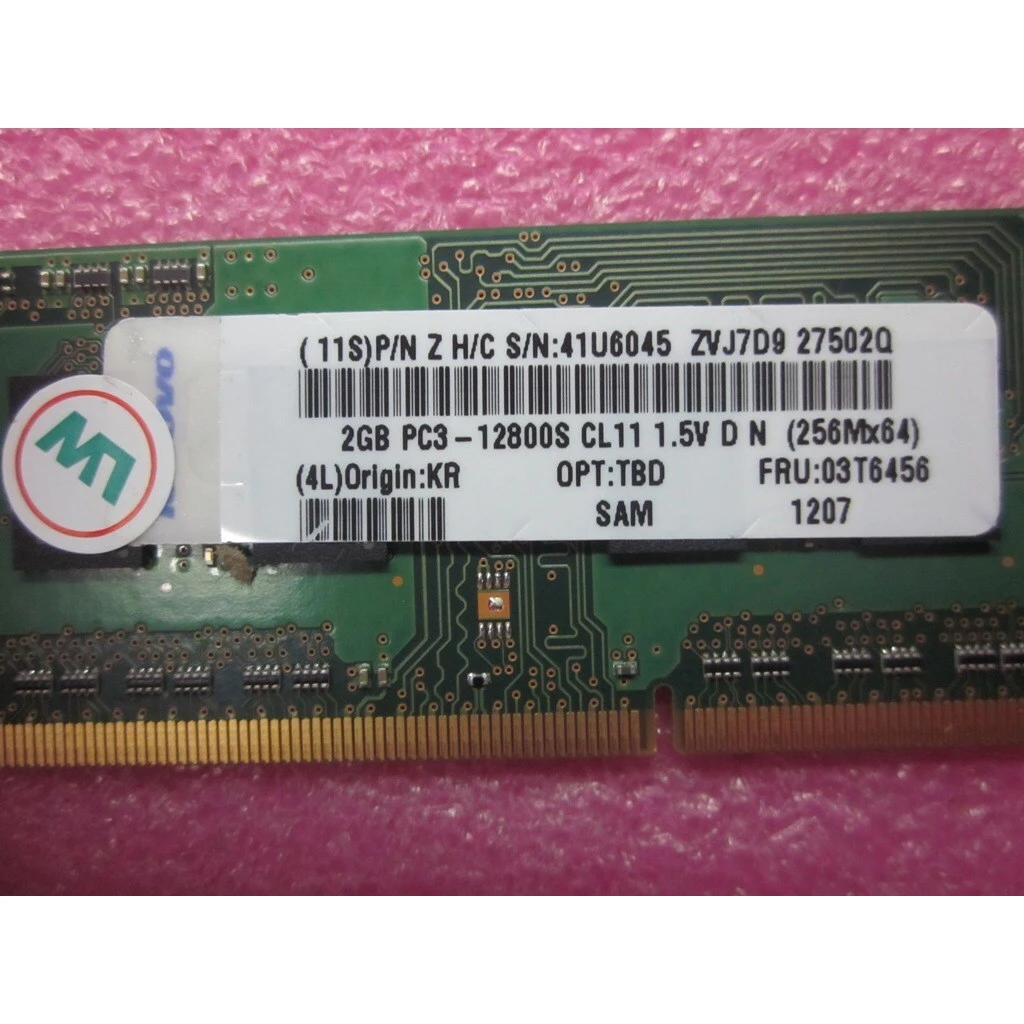 ( 11S)P/N Z H/C S/N:41U6045 ZVJ7D9 27502Q
2GB PC3-12800S CL11 1.5V D N (256Mx64)
(4L)Origin:KR OPT:TBD FRU:03T6456
SAM 1207